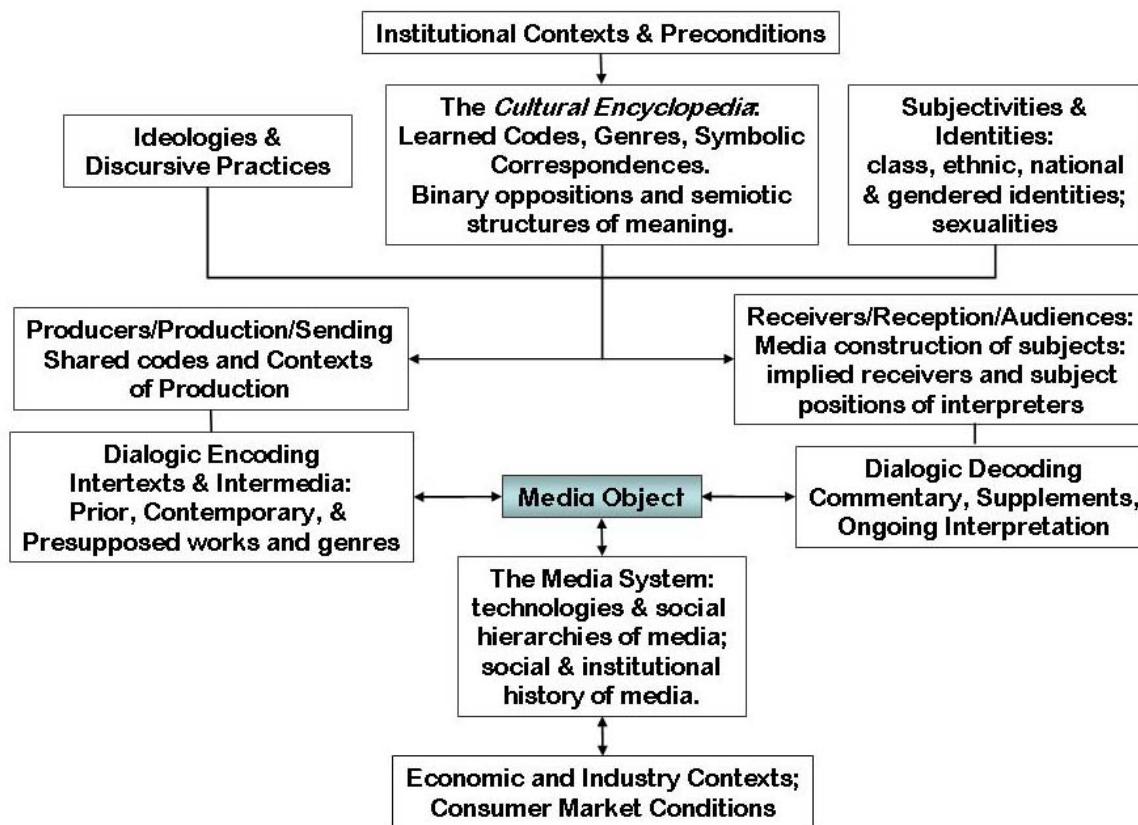 Institutional Contexts & Preconditions
Ideologies &
Discursive Practices
The Cultural Encyclopedia:
Learned Codes, Genres, Symbolic
Correspondences.
Binary oppositions and semiotic
structures of meaning.
Subjectivities &
Identities:
class, ethnic, national
& gendered identities;
sexualities
Producers/Production/Sending
Shared codes and Contexts
of Production
Receivers/Reception/Audiences:
Media construction of subjects:
implied receivers and subject
positions of interpreters
Dialogic Encoding
Intertexts & Intermedia:
Prior, Contemporary, &
Presupposed works and genres
Media Object
Dialogic Decoding
Commentary, Supplements,
Ongoing Interpretation
The Media System:
technologies & social
hierarchies of media;
social & institutional
history of media.
Economic and Industry Contexts;
Consumer Market Conditions